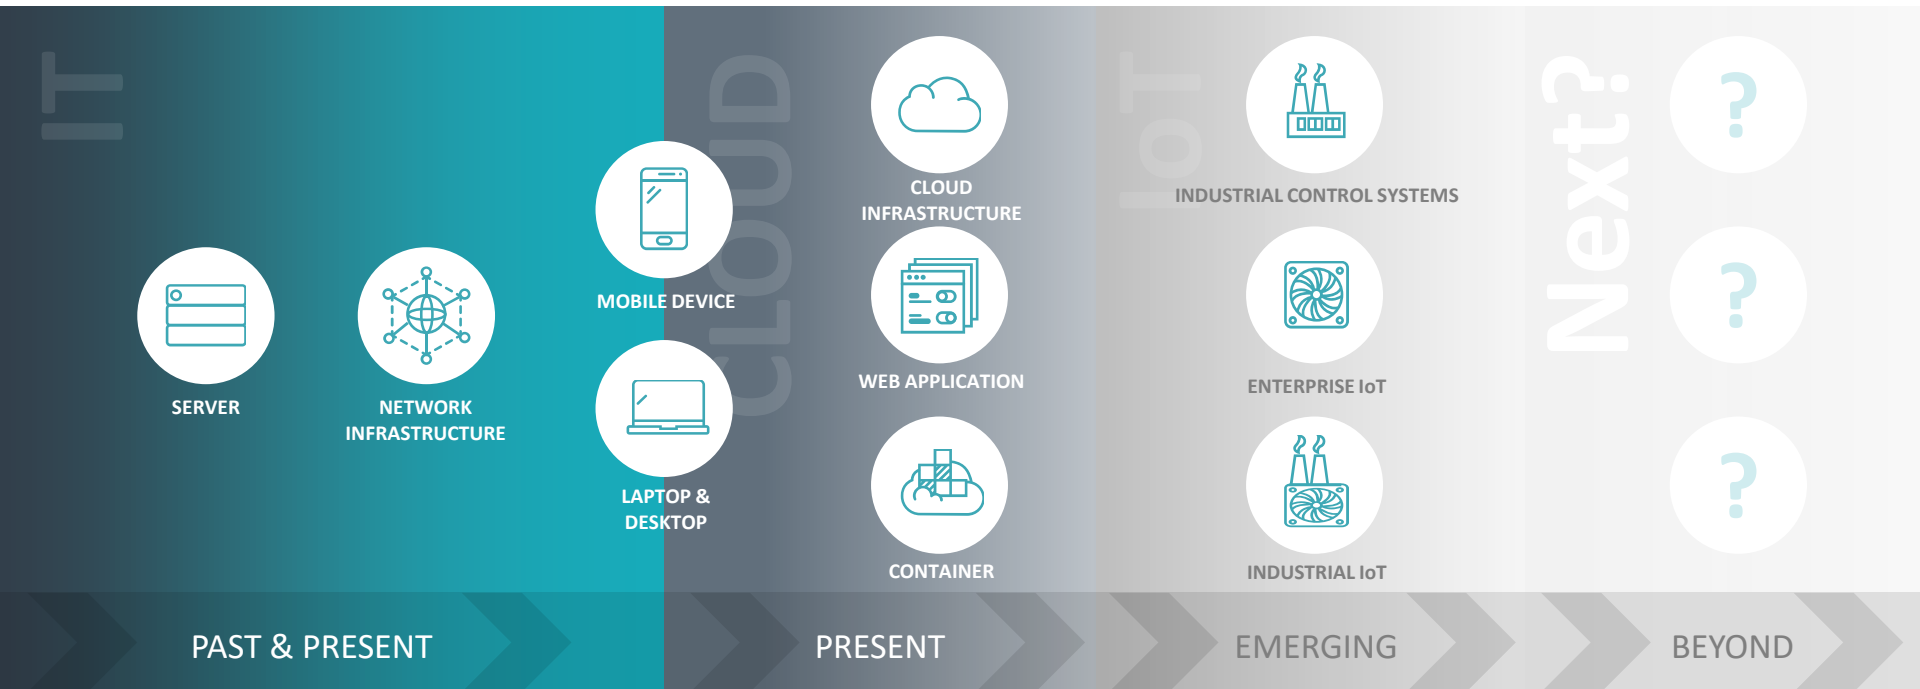 IT
SERVER
NETWORK
INFRASTRUCTURE
MOBILE DEVICE
LAPTOP &
DESKTOP
CLOUD
CLOUD
INFRASTRUCTURE
WEB APPLICATION
CONTAINER
IoT
INDUSTRIAL CONTROL SYSTEMS
ENTERPRISE IoT
INDUSTRIAL IoT
Next?
?
?
?
PAST & PRESENT
PRESENT
EMERGING
BEYOND